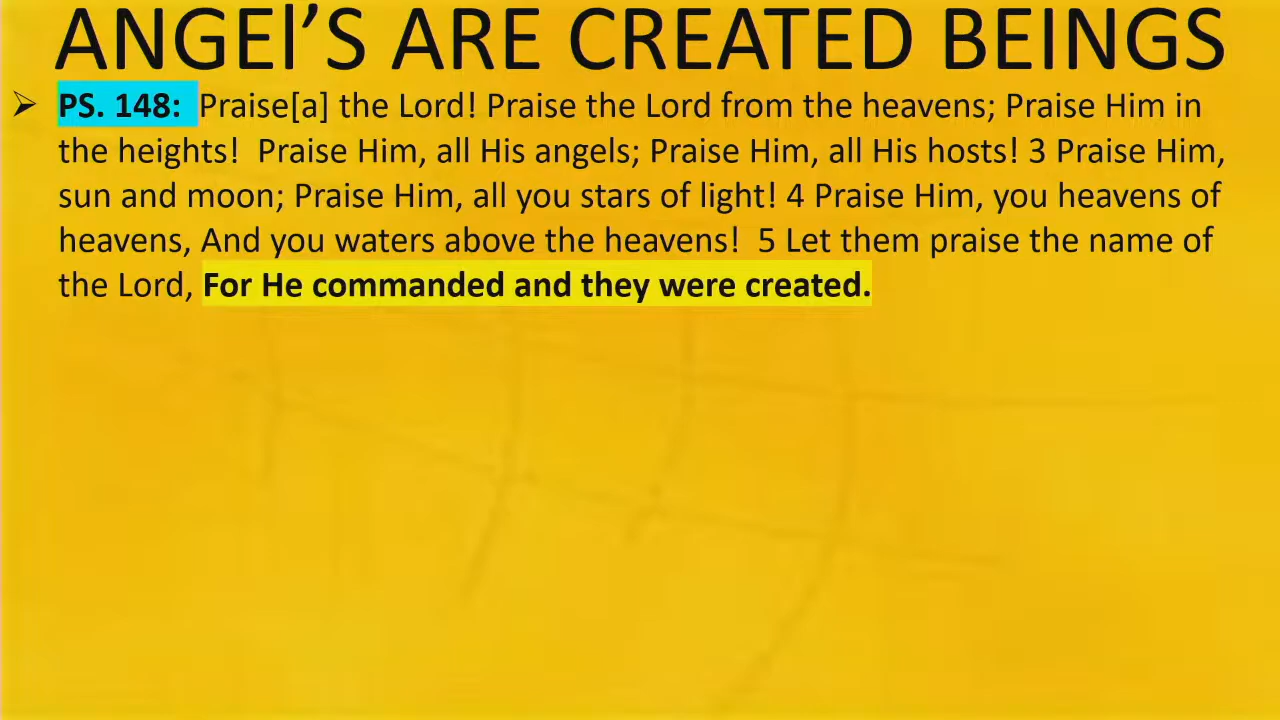 ANGEl’S ARE CREATED BEINGS
➢ PS. 148: Praise[a] the Lord! Praise the Lord from the heavens; Praise Him in
the heights!  Praise Him, all His angels; Praise Him, all His hosts! 3 Praise Him,
sun and moon; Praise Him, all you stars of light! 4 Praise Him, you heavens of
heavens, And you waters above the heavens!  5 Let them praise the name of
the Lord, For He commanded and they were created.